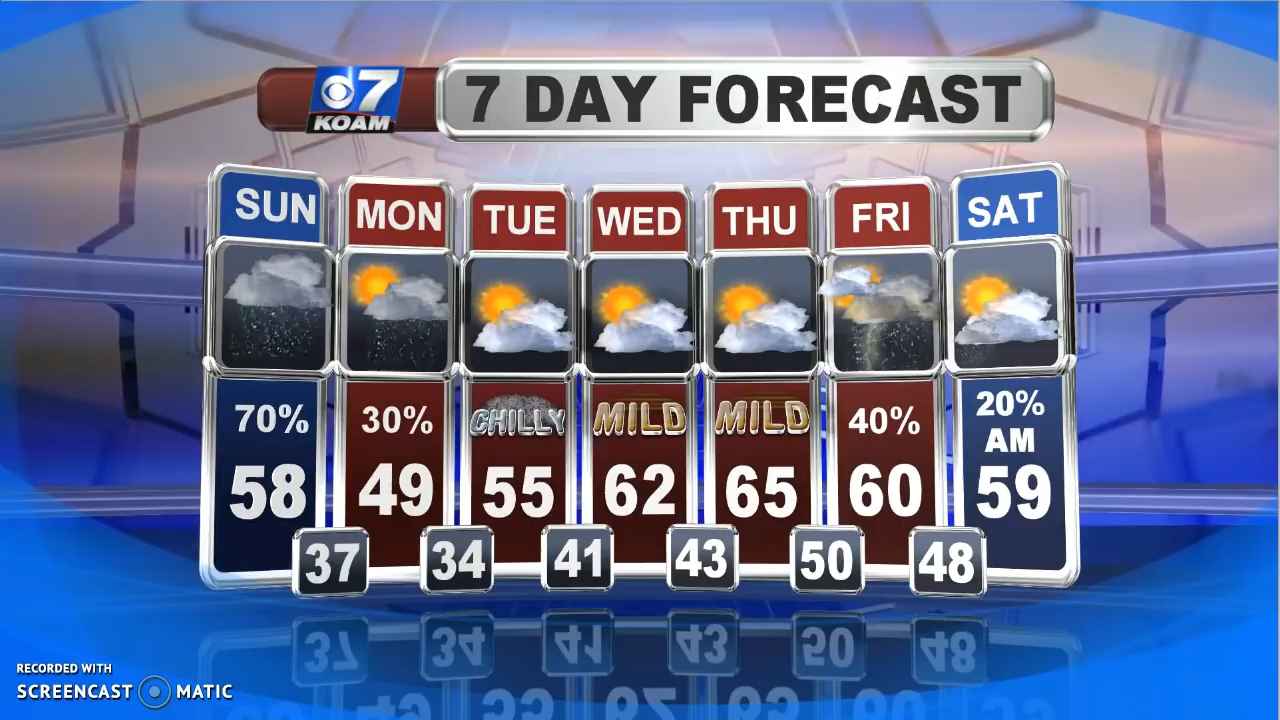 7
KOAM
7 DAY FORECAST
SUN MON TUE WED THU FRI SAT
70% 30% CHILLY MILD MILD 40% 20%
AM
58 49 55 62 65 60 59
37 34 41 43 50 48
RECORDED WITH
SCREENCAST MATIC